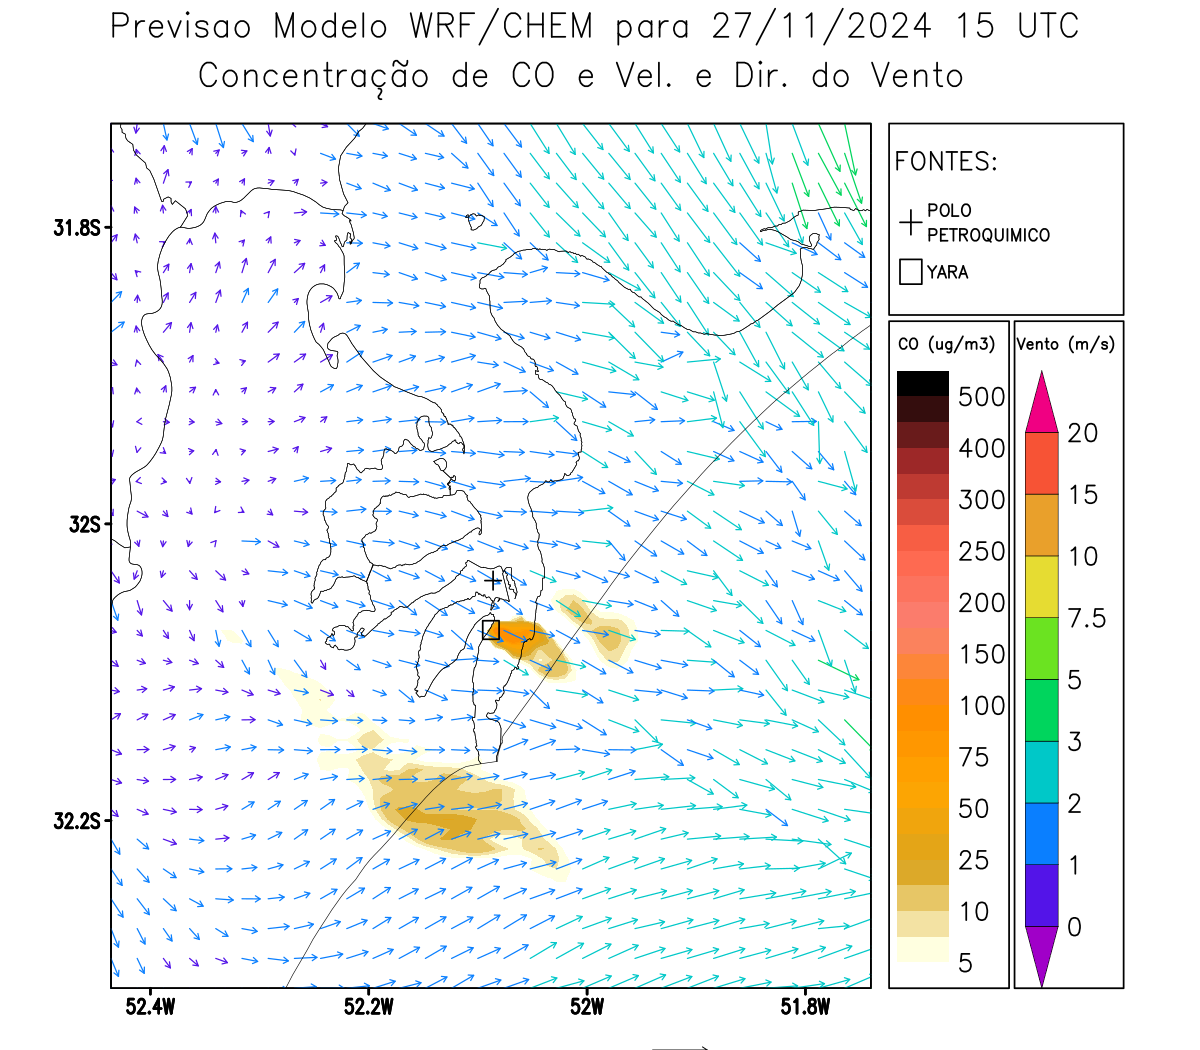 Previsao Modelo WRF/CHEM para 27/11/2024 15 UTC
Concentração de CO e Vel. e Dir. do Vento
FONTES:
POLO
PETROQUIMICO
YARA
31.8S
32S
32.2S
52.4W
52.2W
52W
51.8W
CO (ug/m3)
500
400
300
250
200
150
100
75
50
25
10
5
Vento (m/s)
20
15
10
7.5
5
3
2
1
0